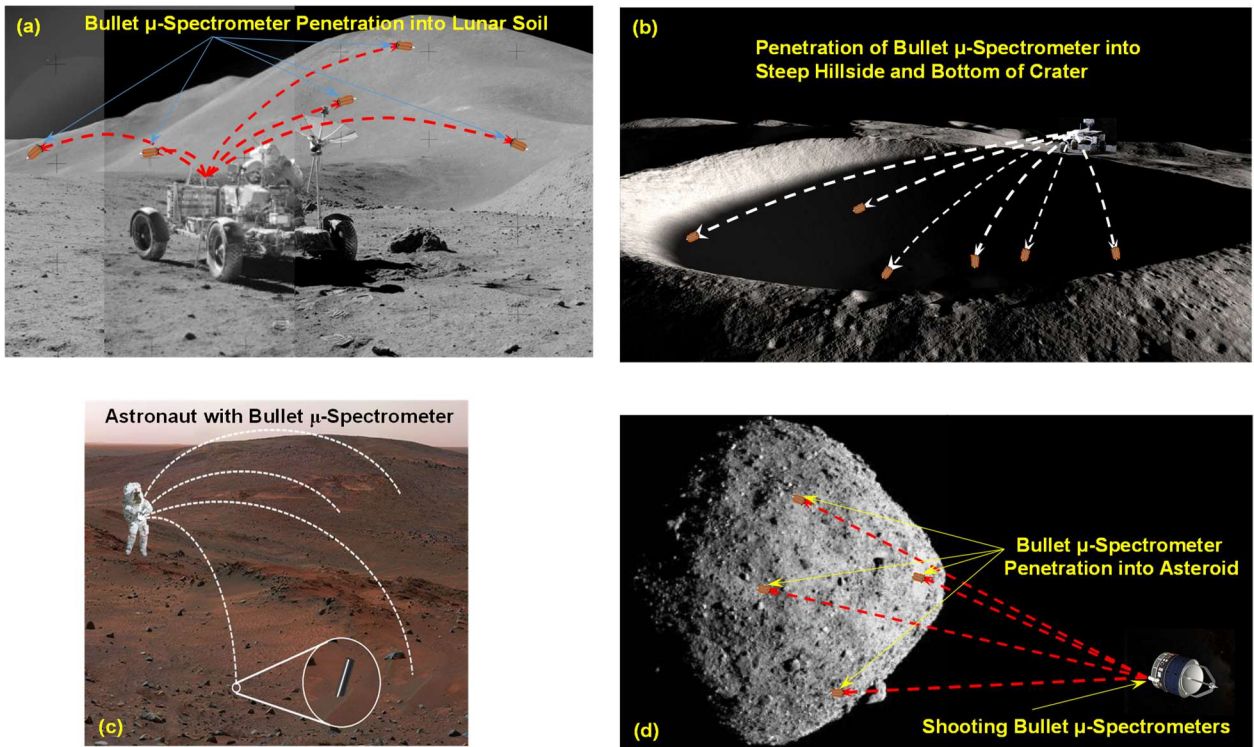 (a)
Bullet µ-Spectrometer Penetration into Lunar Soil
(b)
Penetration of Bullet µ-Spectrometer into
Steep Hillside and Bottom of Crater
Astronaut with Bullet µ-Spectrometer
(c)
Bullet µ-Spectrometer
Penetration into Asteroid
Shooting Bullet µ-Spectrometers
(d)